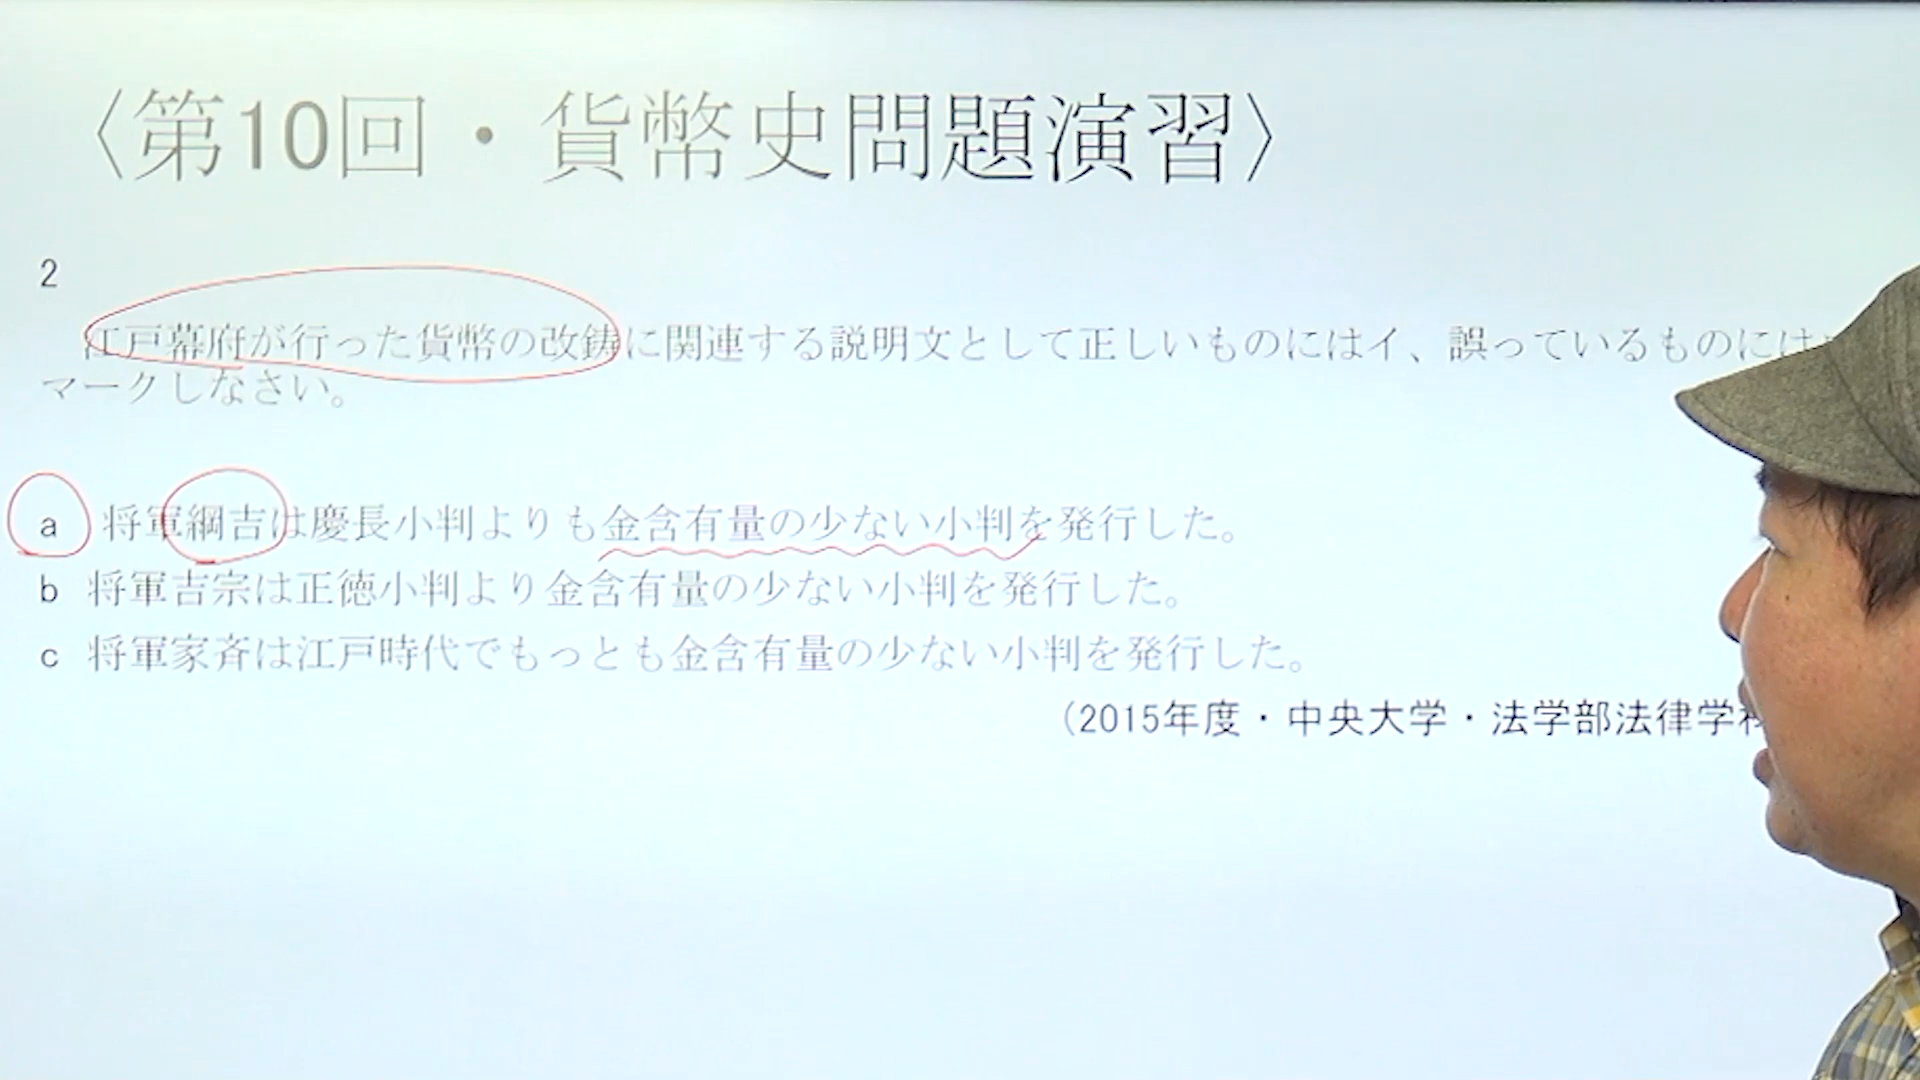 〈第10回・貨幣史問題演習〉
2
江戸幕府が行った貨幣の改鋳に関連する説明文として正しいものにはイ、誤っているものには
マークしなさい。
a 将軍綱吉は慶長小判よりも金含有量の少ない小判を発行した。
b 将軍吉宗は正徳小判より金含有量の少ない小判を発行した。
c 将軍家斉は江戸時代でもっとも金含有量の少ない小判を発行した。
(2015年度・中央大学・法学部法律学科